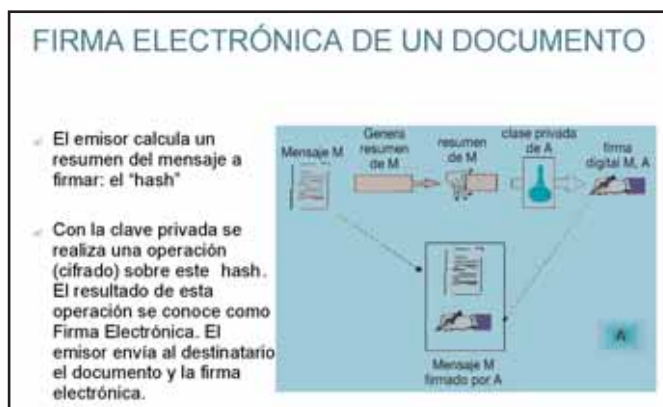 FIRMA ELECTRÓNICA DE UN DOCUMENTO
El emisor calcula un
resumen del mensaje a
firmar: el "hash"
Con la clave privada se
realiza una operación
(cifrado) sobre este hash.
El resultado de esta
operación se conoce como
Firma Electrónica. El
emisor envía al destinatario
el documento y la firma
electrónica.
Mensaje M
Genera
resumen
de M
resumen
de M
clase privada
de A
firma
digital M, A
Mensaje M
firmado por A
A